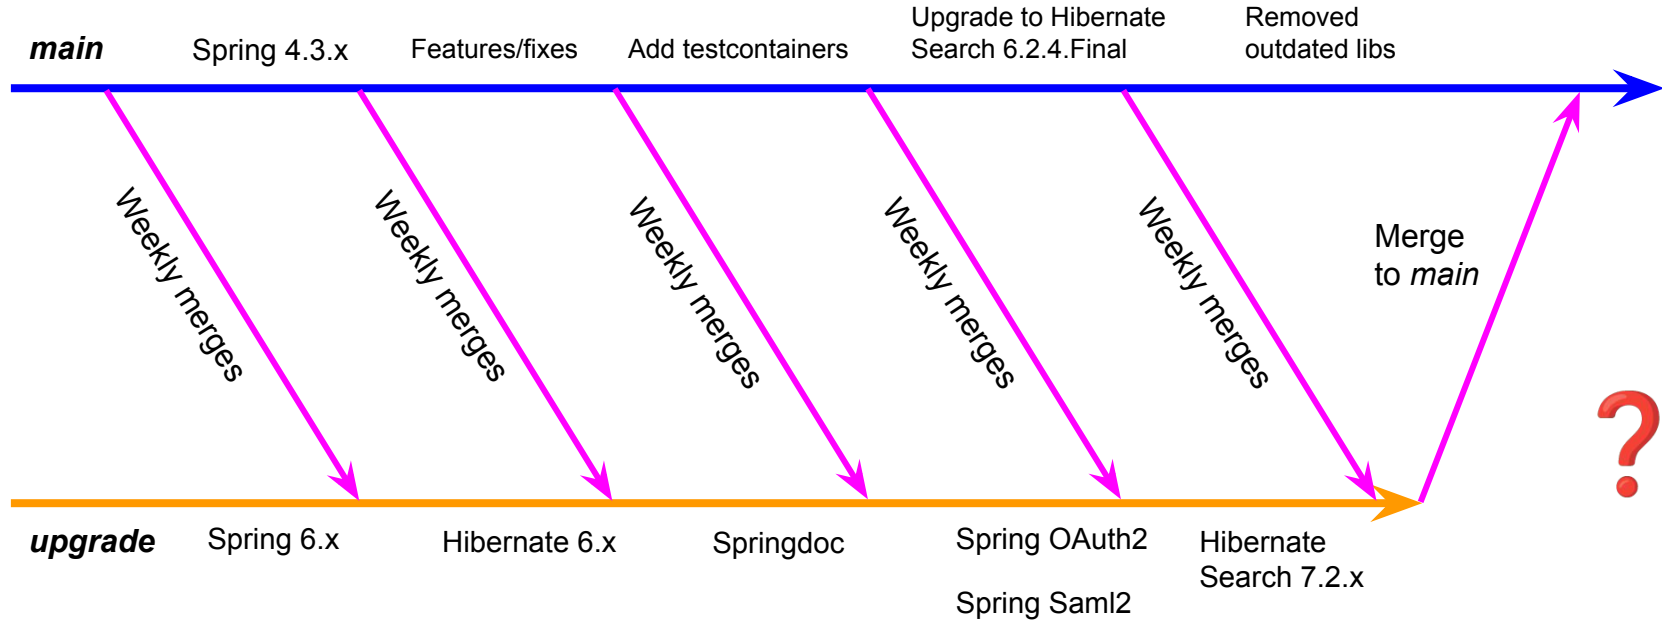 main
Spring 4.3.x
Features/fixes
Add testcontainers
Upgrade to Hibernate
Search 6.2.4.Final
Removed
outdated libs
Weekly merges
Weekly merges
Weekly merges
Weekly merges
Weekly merges
Merge
to main
upgrade
Spring 6.x
Hibernate 6.x
Springdoc
Spring OAuth2
Spring Saml2
Hibernate
Search 7.2.x